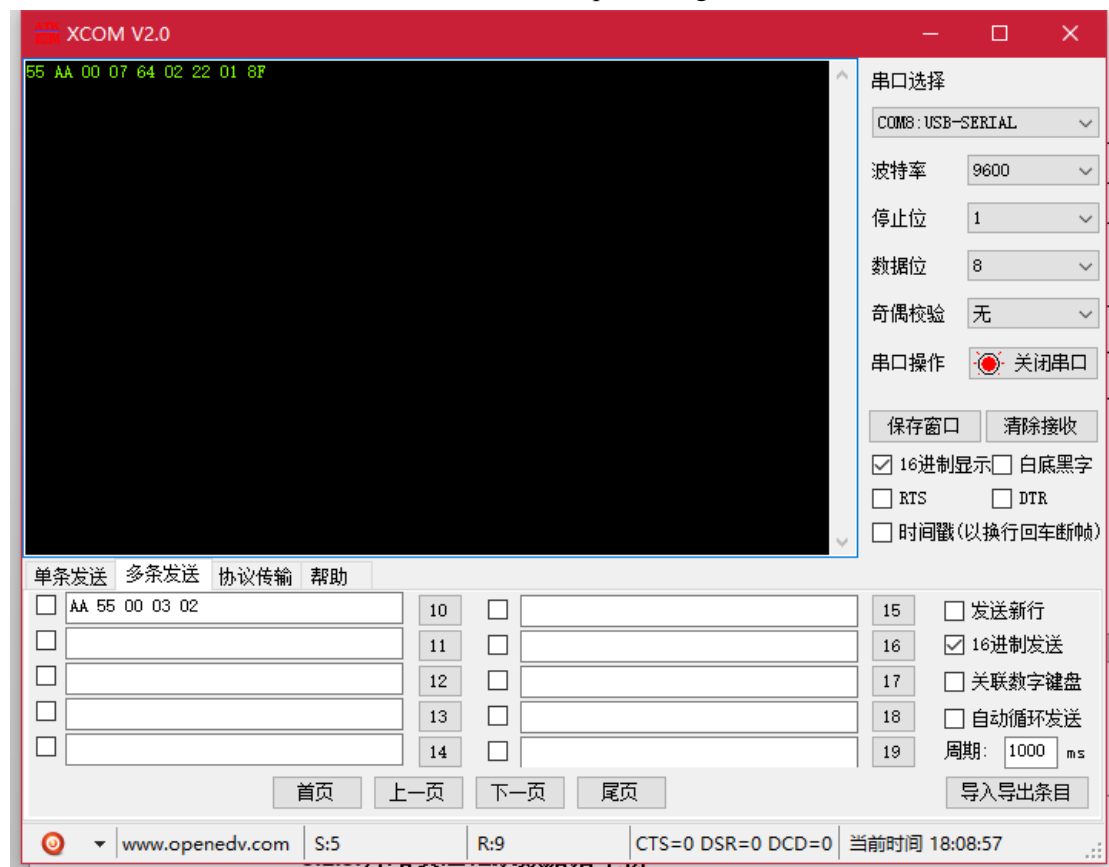 XCOM V2.0
55 AA 00 07 64 02 22 01 8F
串口选择
COM8:USB-SERIAL
波特率 9600
停止位 1
数据位 8
奇偶校验 无
串口操作 关闭串口
保存窗口 清除接收
16进制显示 白底黑字
RTS DTR
时间戳(以换行回车断帧)
单条发送 多条发送 协议传输 帮助
AA 55 00 03 02 10 15 发送新行
11 16 16进制发送
12 17 关联数字键盘
13 18 自动循环发送
14 19 周期: 1000 ms
首页 上一页 下一页 尾页 导入导出条目
www.openedv.com S:5 R:9 CTS=0 DSR=0 DCD=0 当前时间 18:08:57